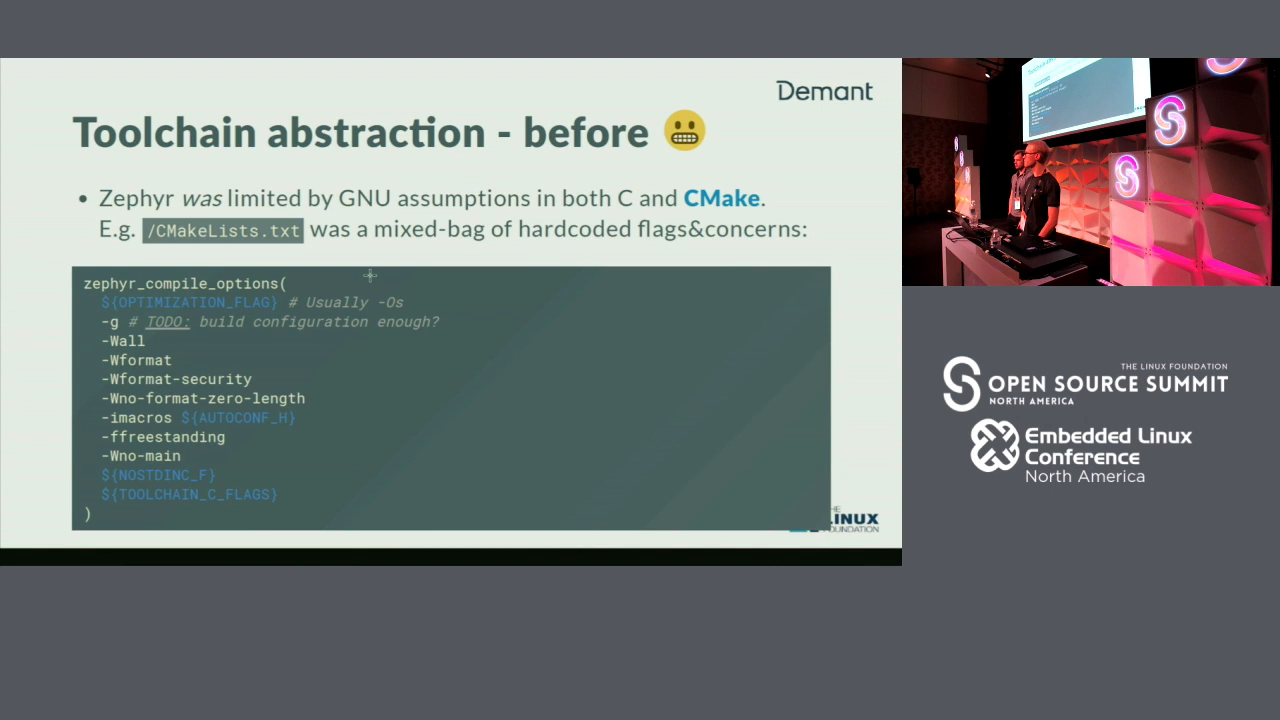 Demant
Toolchain abstraction - before
• Zephyr was limited by GNU assumptions in both C and CMake.
E.g. /CMakeLists.txt was a mixed-bag of hardcoded flags&concerns:
zephyr_compile_options(
${OPTIMIZATION_FLAG} # Usually -Os
-g # TODO: build configuration enough?
-Wall
-Wformat
-Wformat-security
-Wno-format-zero-length
-imacros ${AUTOCONF_H}
-ffreestanding
-Wno-main
${NOSTDINC_F}
${TOOLCHAIN_C_FLAGS}
)
THE LINUX FOUNDATION
OPEN SOURCE SUMMIT
NORTH AMERICA
Embedded Linux
Conference
North America